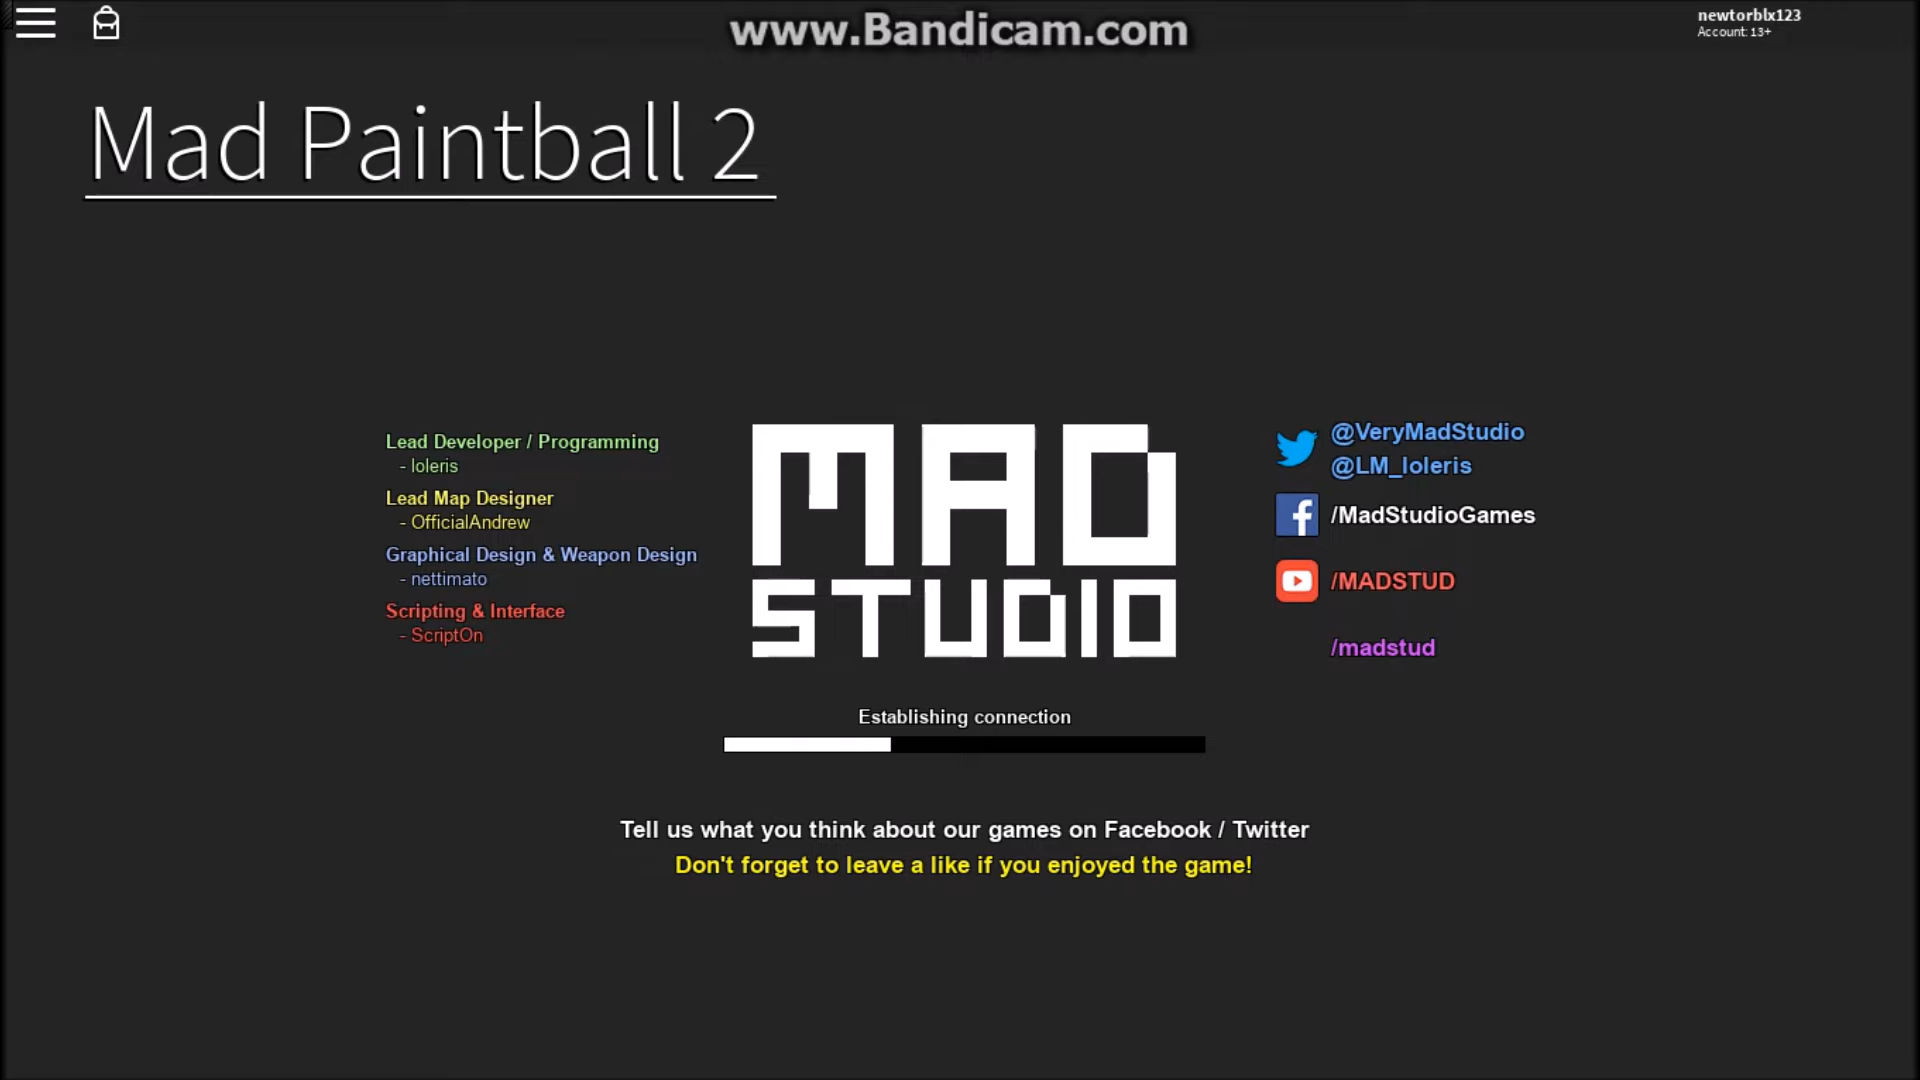 www.Bandicam.com
newtorblx123
Account: 13+
Mad Paintball 2
Lead Developer / Programming
- loleris
Lead Map Designer
- OfficialAndrew
Graphical Design & Weapon Design
- nettimato
Scripting & Interface
- ScriptOn
MAD
STUDIO
@VeryMadStudio
@LM_loleris
/MadStudioGames
/MADSTUD
/madstud
Establishing connection
Tell us what you think about our games on Facebook / Twitter
Don't forget to leave a like if you enjoyed the game!